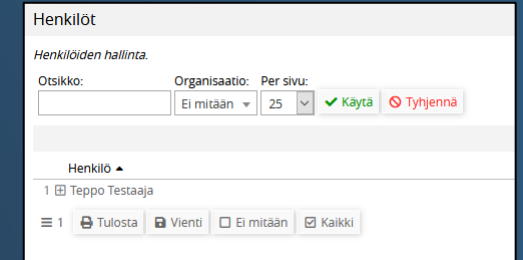 Henkilöt
Henkilöiden hallinta.
Otsikko: Organisaatio: Per sivu:
Ei mitään 25 Käytä Tyhjennä
Henkilö
1 Teppo Testaaja
1 Tulosta Vienti Ei mitään Kaikki